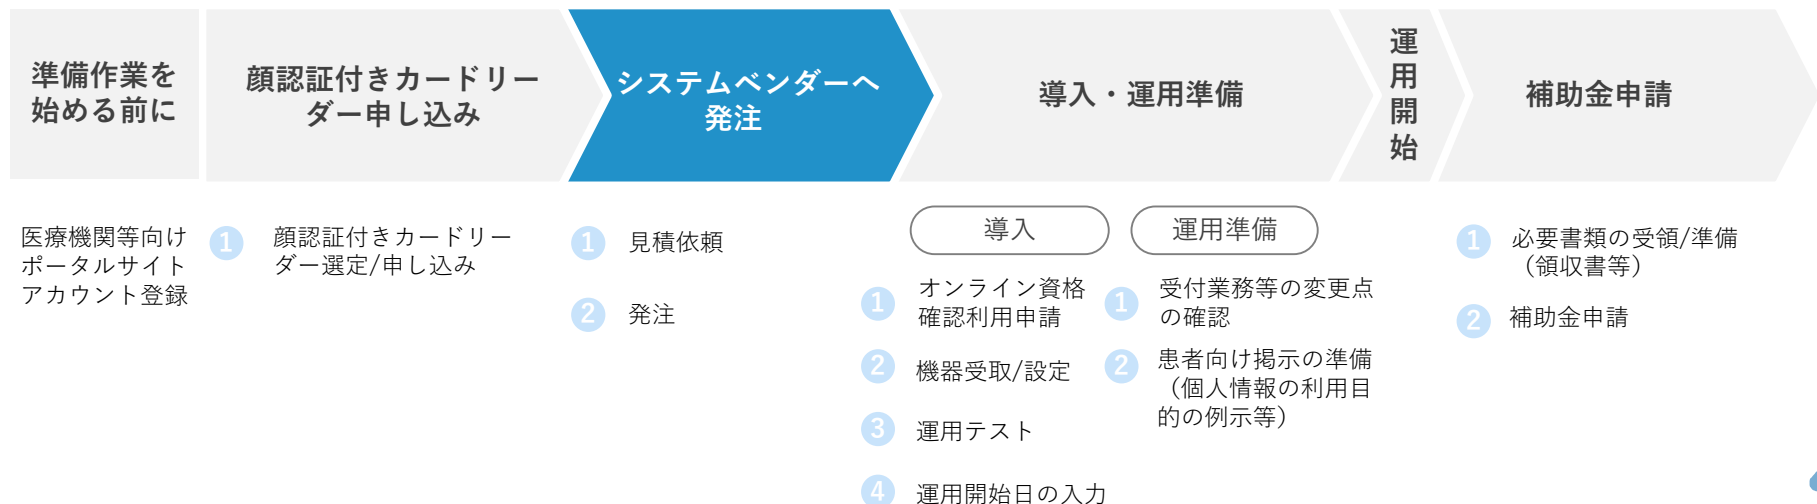 準備作業を
始める前に
顔認証付きカードリー
ダー申し込み
システムベンダーへ
発注
導入・運用準備
運用開始
補助金申請
医療機関等向け
ポータルサイト
アカウント登録
1 顔認証付きカードリー
ダー選定/申し込み
1 見積依頼
2 発注
導入
1 オンライン資格
確認利用申請
2 機器受取/設定
3 運用テスト
4 運用開始日の入力
運用準備
1 受付業務等の変更点
の確認
2 患者向け掲示の準備
（個人情報の利用目
的の例示等）
1 必要書類の受領/準備
（領収書等）
2 補助金申請